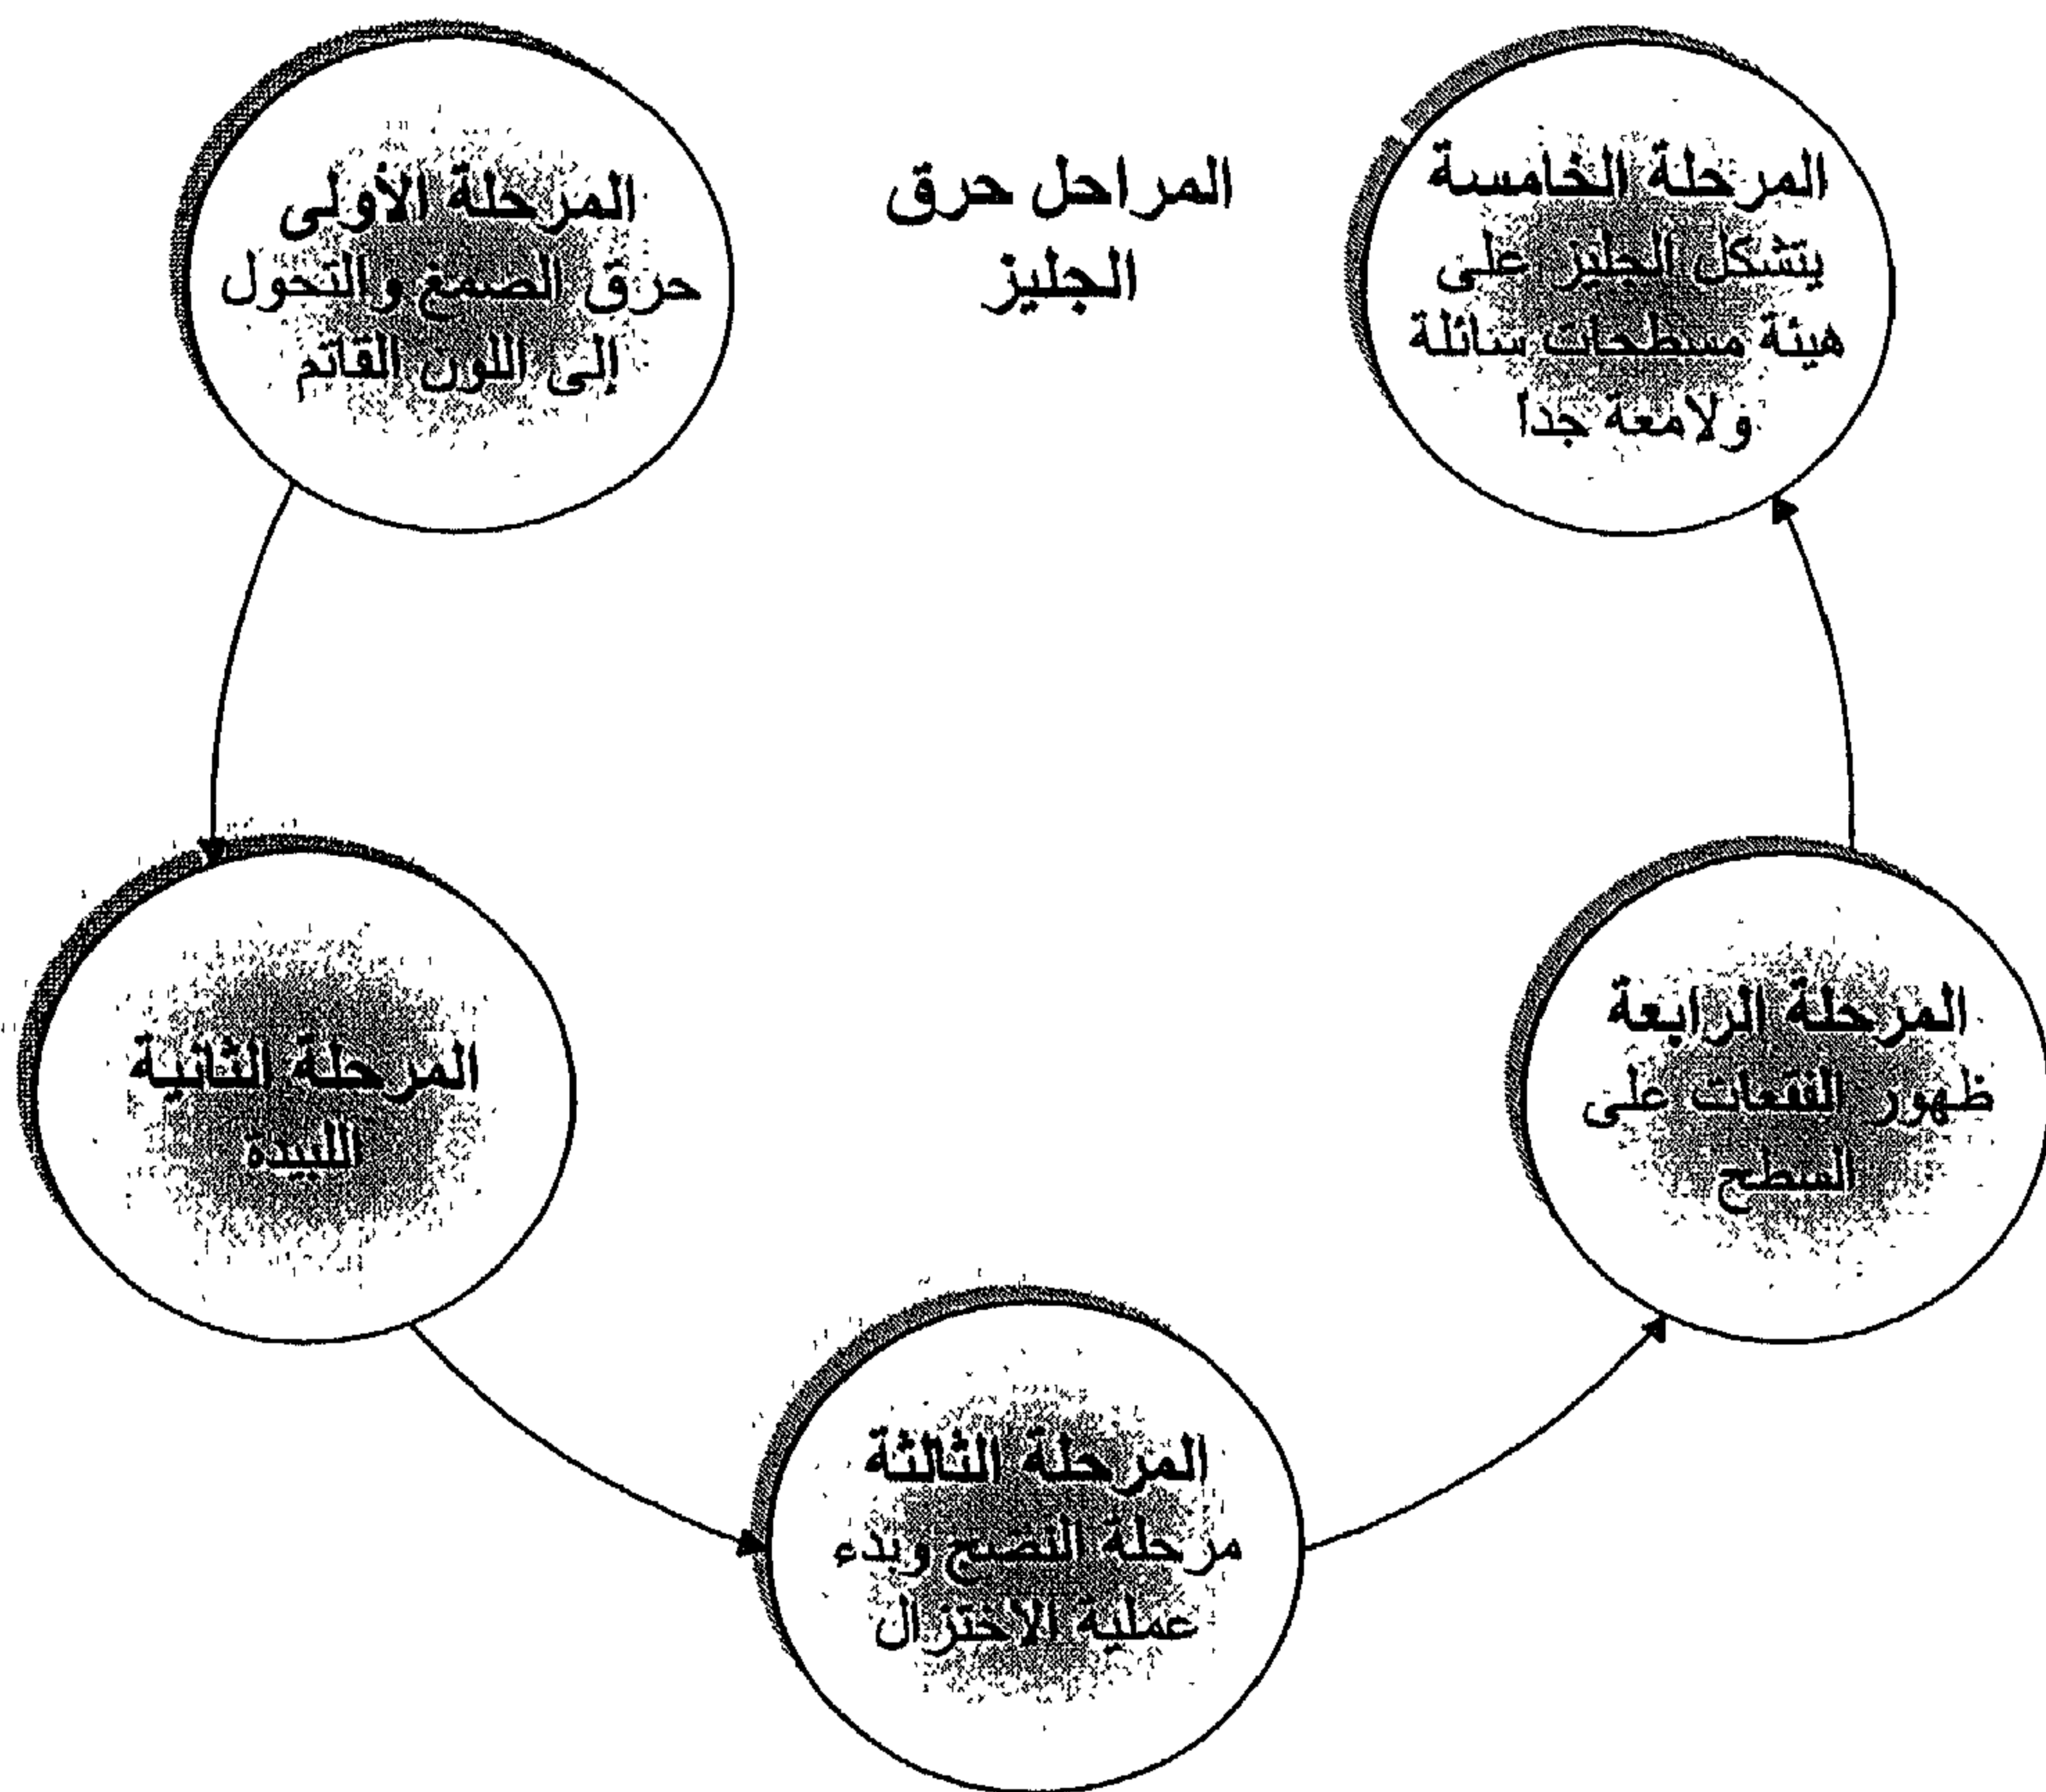 المراحل حرق
الجليز
المرحلة الأولى
حرق الصمغ والتحول
إلى اللون القاتم
المرحلة الثانية
اللبيدة
المرحلة الثالثة
مرحلة النضج وبدء
عملية الاختزال
المرحلة الرابعة
ظهور الفقعات على
السطح
المرحلة الخامسة
يتشكل الجليز على
هيئة مسطحات سائلة
ولامعة جدا